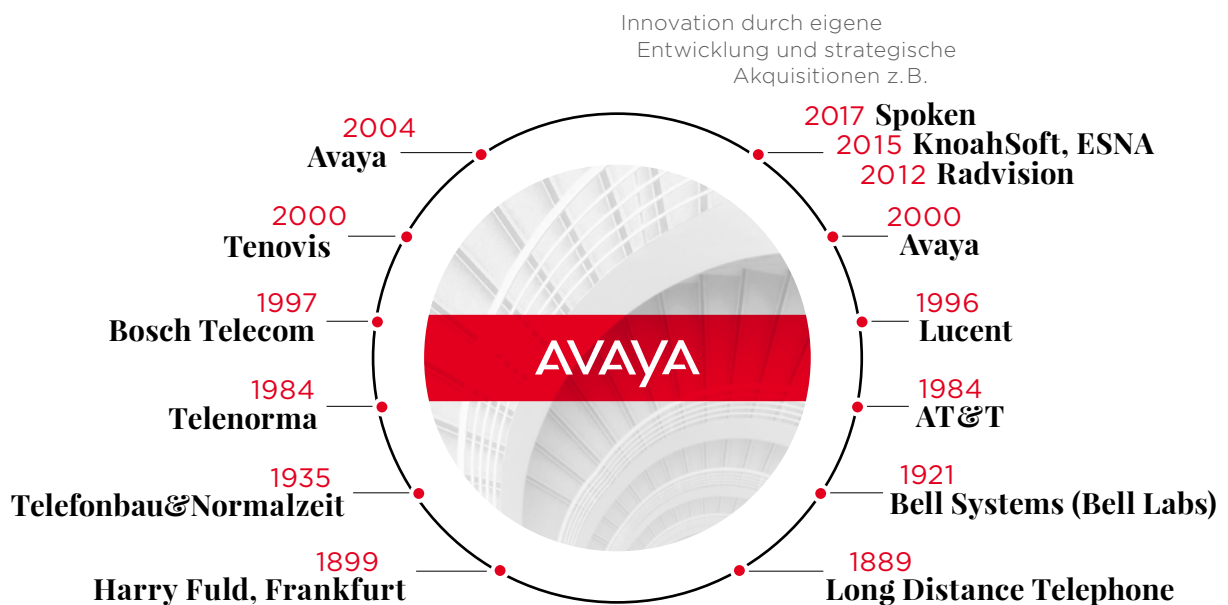 Innovation durch eigene
Entwicklung und strategische
Akquisitionen z.B.
2017 Spoken
2015 KnoahSoft, ESNA
2012 Radvision
2000
Avaya
1996
Lucent
1984
AT&T
1921
Bell Systems (Bell Labs)
1889
Long Distance Telephone
2004
Avaya
2000
Tenovis
1997
Bosch Telecom
1984
Telenorma
1935
Telefonbau&Normalzeit
1899
Harry Fuld, Frankfurt
AVAYA